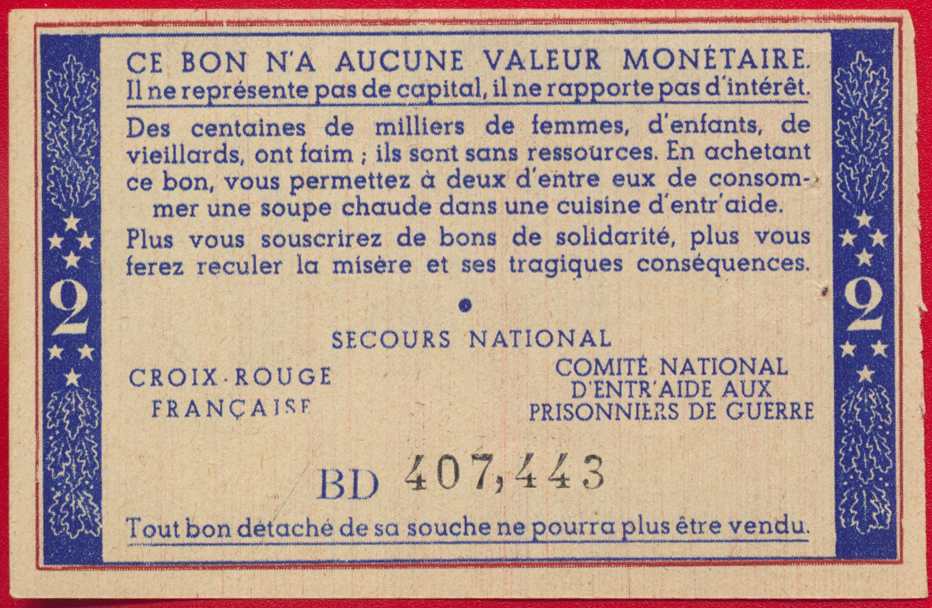 CE BON N'A AUCUNE VALEUR MONÉTAIRE.
Il ne représente pas de capital, il ne rapporte pas d'intérêt.
Des centaines de milliers de femmes, d'enfants, de
vieillards, ont faim ; ils sont sans ressources. En achetant
ce bon, vous permettez à deux d'entre eux de consom-
mer une soupe chaude dans une cuisine d'entr'aide.
Plus vous souscrirez de bons de solidarité, plus vous
ferez reculer la misère et ses tragiques conséquences.
2
2
SECOURS NATIONAL
CROIX-ROUGE
FRANÇAISE
COMITÉ NATIONAL
D'ENTR'AIDE AUX
PRISONNIERS DE GUERRE
BD 407,443
Tout bon détaché de sa souche ne pourra plus être vendu.